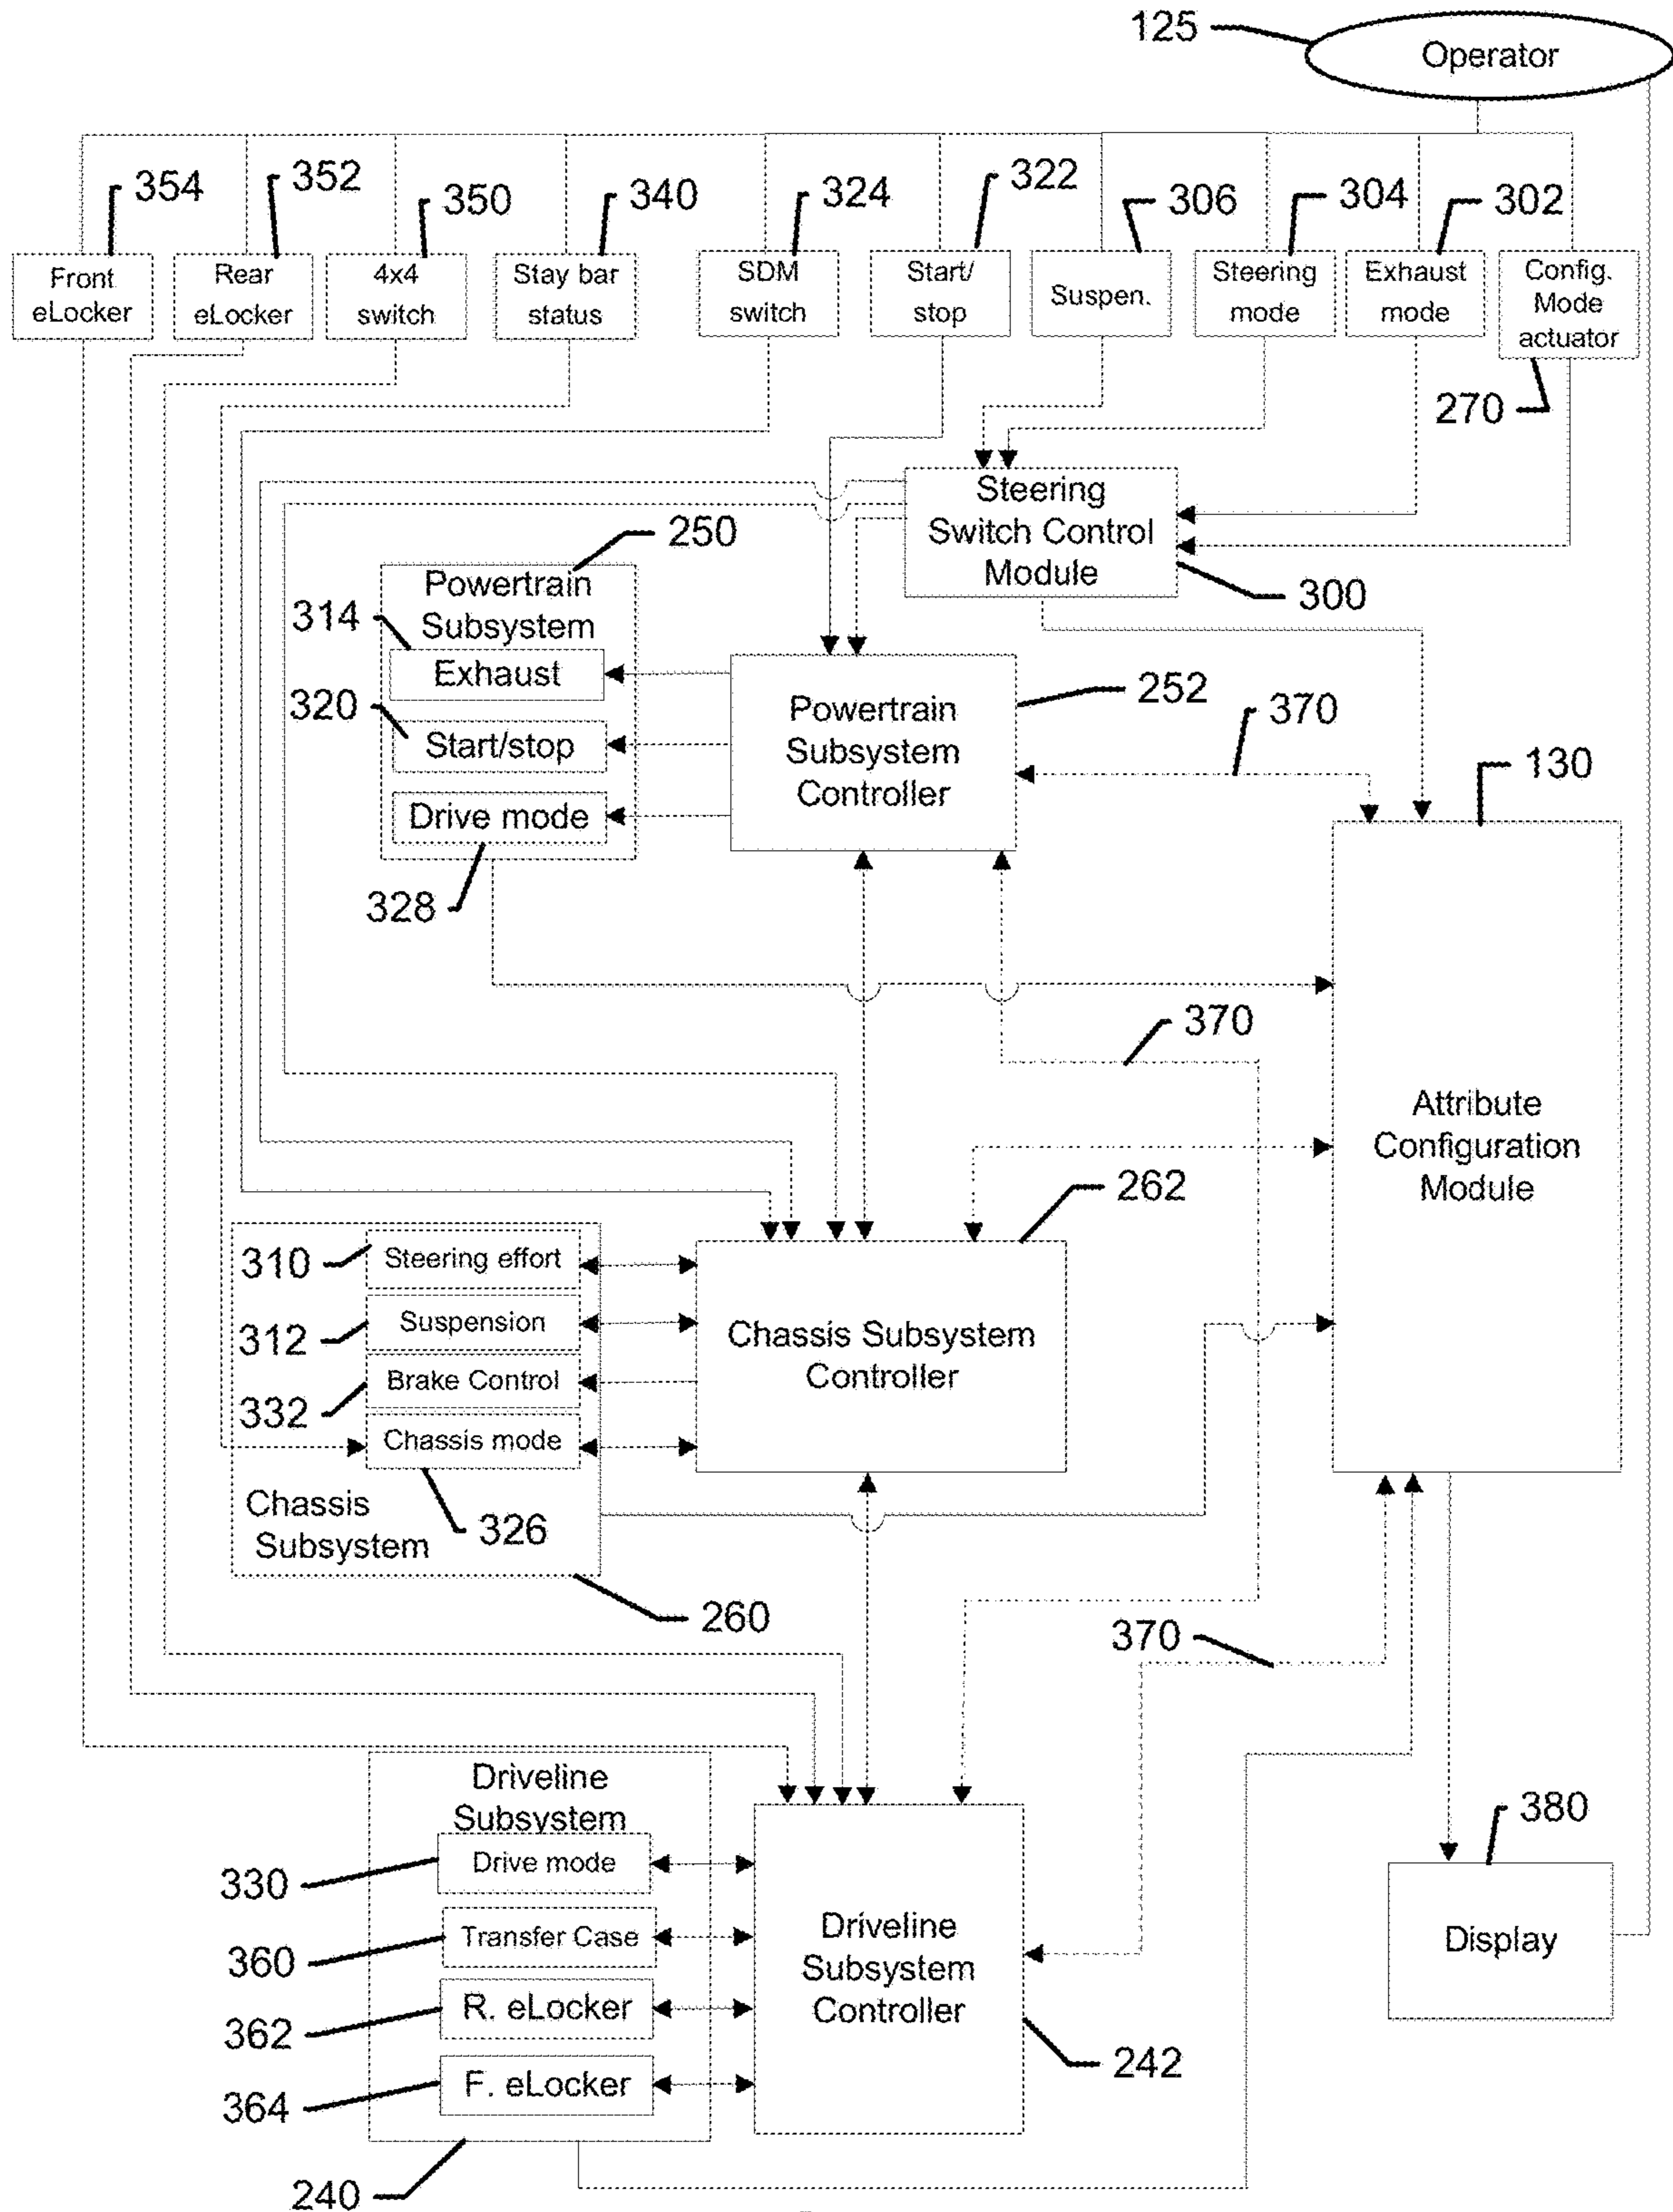 125
Operator
354
352
350
340
324
322
306
304
302
Front
eLocker
Rear
eLocker
4x4
switch
Stay bar
status
SDM
switch
Start/
stop
Suspen.
Steering
mode
Exhaust
mode
Config.
Mode
actuator
270
Steering
Switch Control
Module
300
250
Powertrain
Subsystem
314
Exhaust
320
Start/stop
Drive mode
328
Powertrain
Subsystem
Controller
252
370
130
Attribute
Configuration
Module
370
262
310
Steering effort
312
Suspension
332
Brake Control
Chassis mode
326
Chassis
Subsystem
260
Chassis Subsystem
Controller
370
Driveline
Subsystem
330
Drive mode
360
Transfer Case
362
R. eLocker
364
F. eLocker
240
Driveline
Subsystem
Controller
242
380
Display